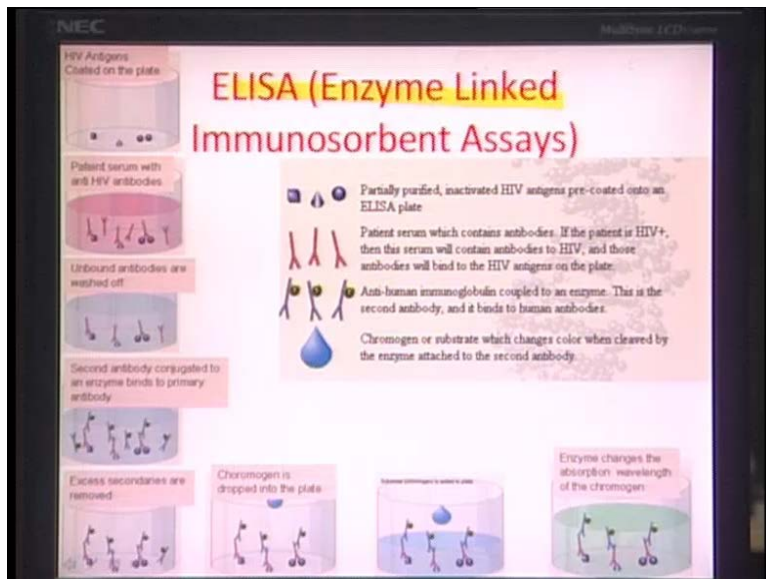 NEC
MultiSync LCD
HIV Antigens
Coated on the plate
ELISA (Enzyme Linked
Immunosorbent Assays)
Patient serum with
anti HIV antibodies
Unbound antibodies are
washed off
Second antibody conjugated to
an enzyme binds to primary
antibody
Excess secondaries are
removed
Partially purified, inactivated HIV antigens pre-coated onto an
ELISA plate
Patient serum which contains antibodies. If the patient is HIV+,
then this serum will contain antibodies to HIV, and those
antibodies will bind to the HIV antigens on the plate.
Anti-human immunoglobulin coupled to an enzyme. This is the
second antibody, and it binds to human antibodies.
Chromogen or substrate which changes color when cleaved by
the enzyme attached to the second antibody.
Choromogen is
dropped into the plate
Enzyme changes the
absorption wavelength
of the chromogen